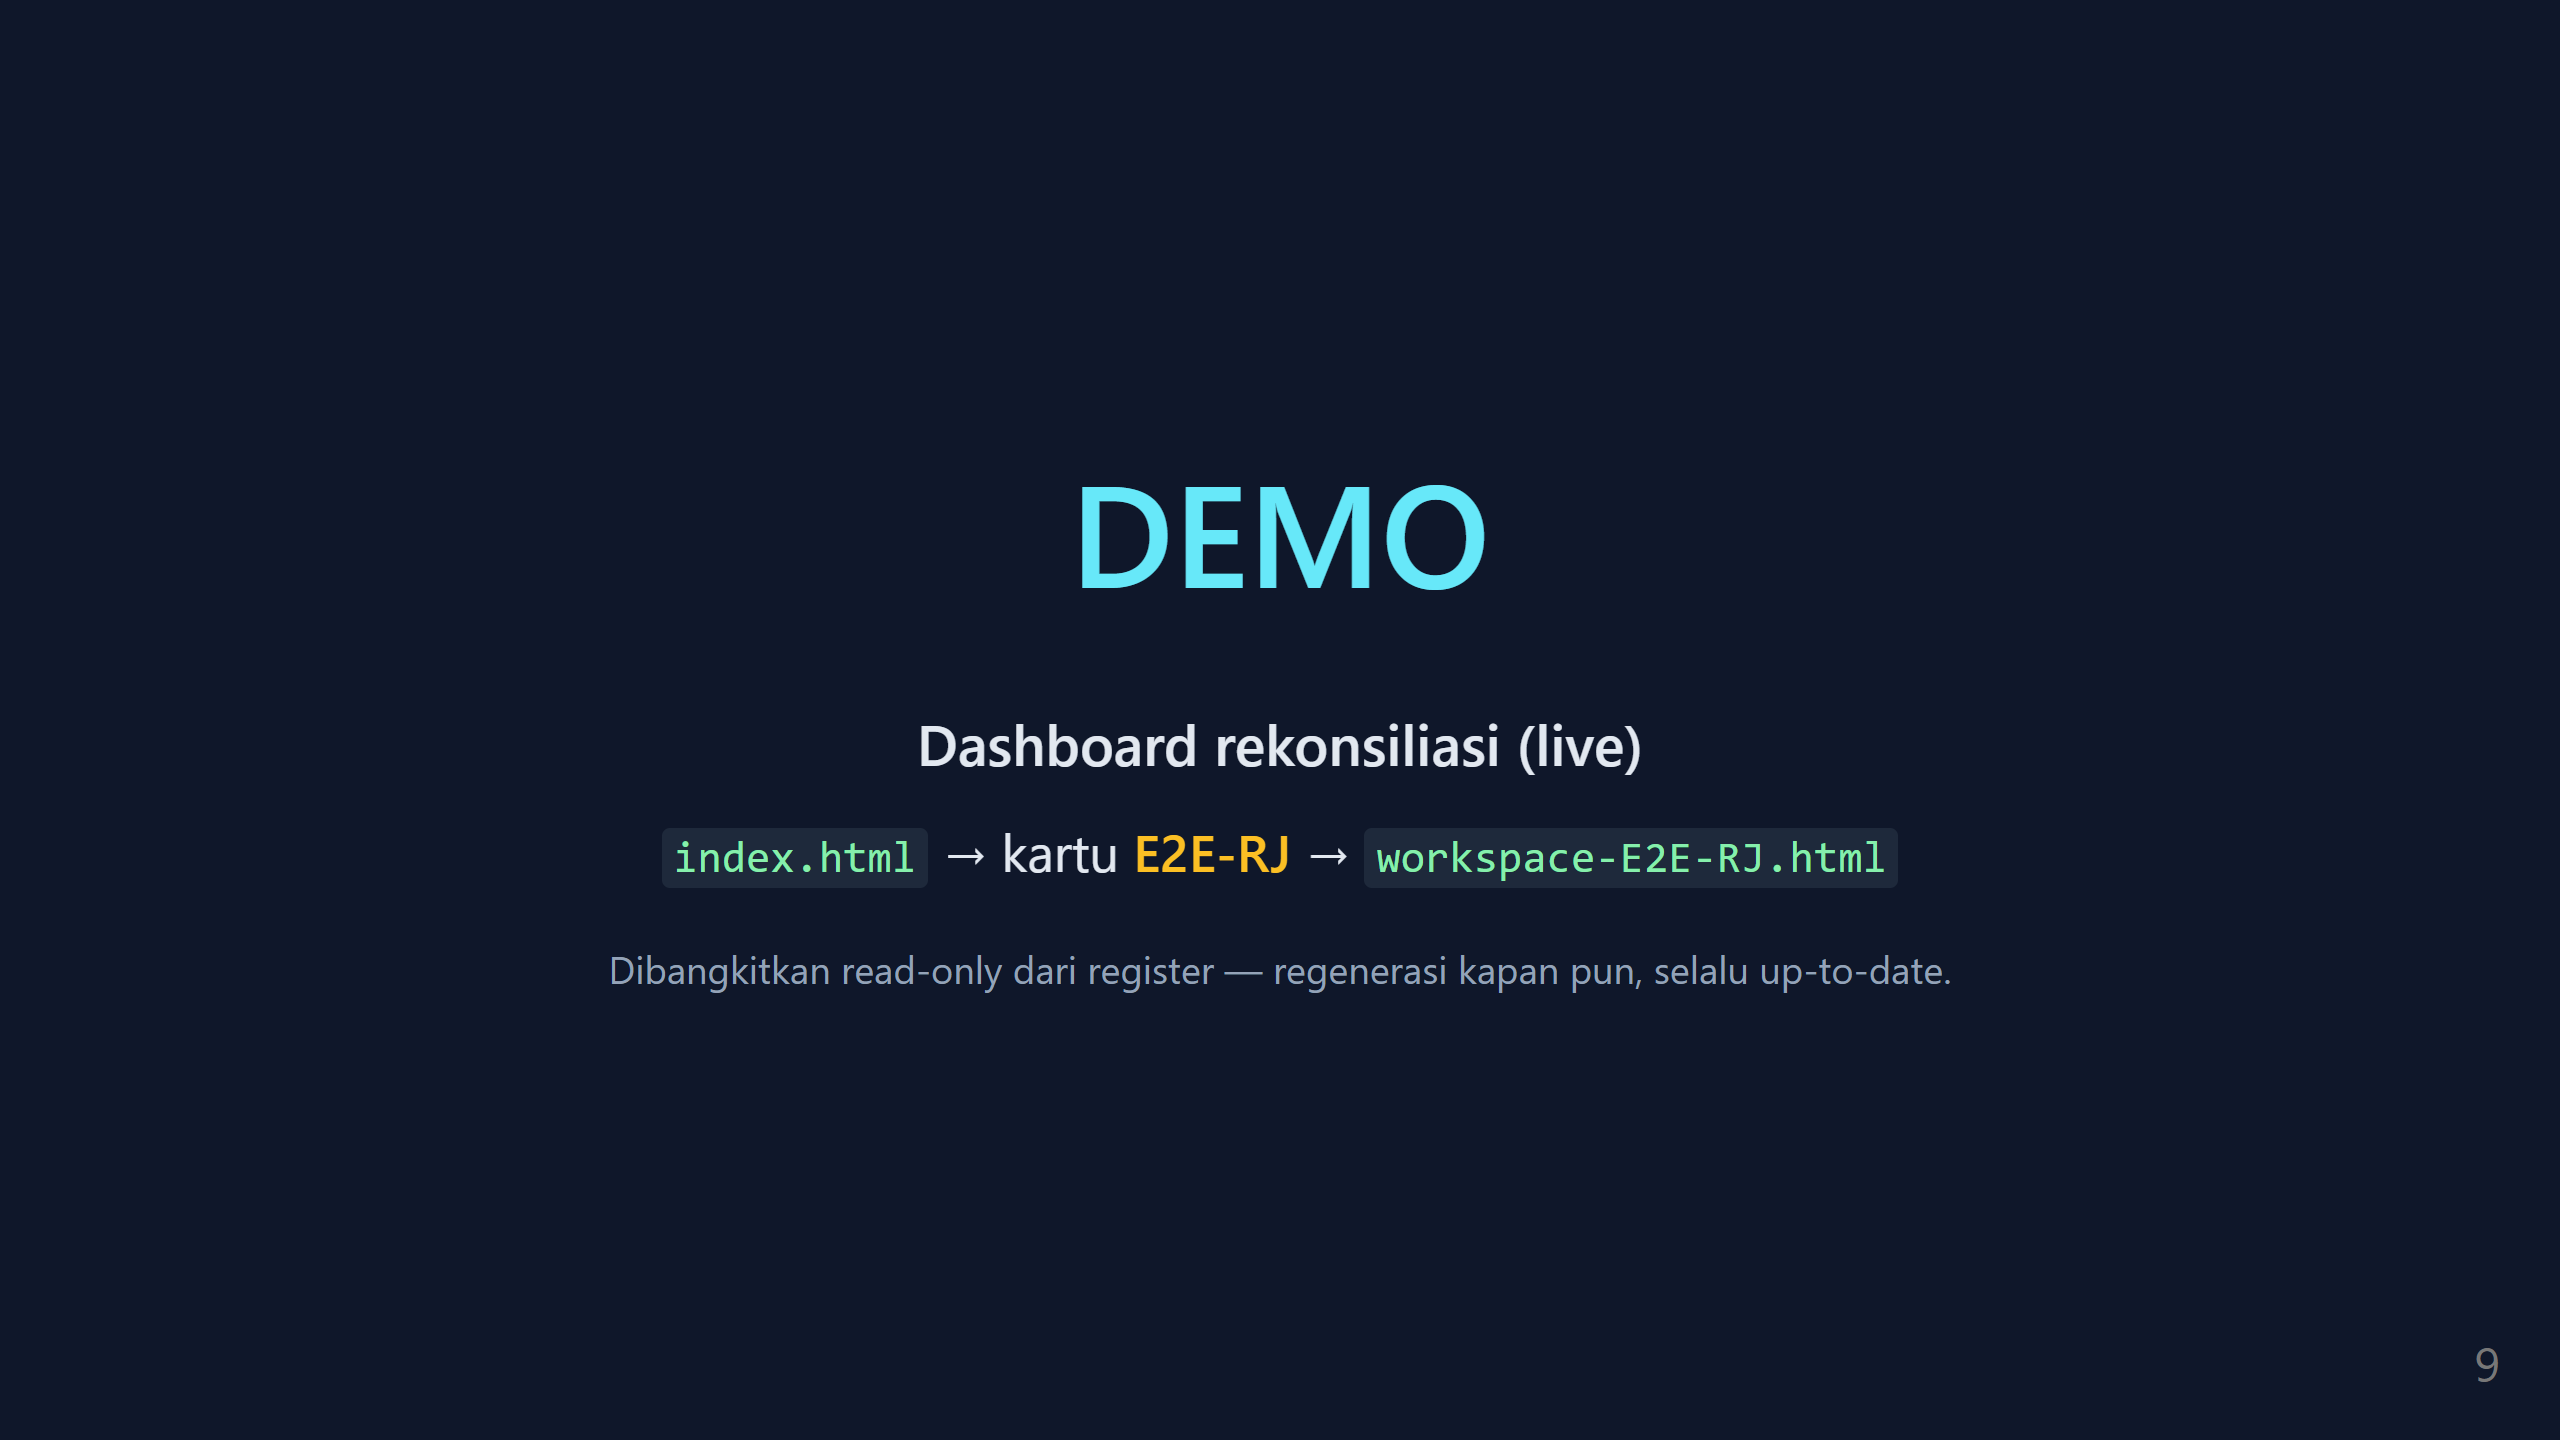 DEMO
Dashboard rekonsiliasi (live)
index.html → kartu E2E-RJ → workspace-E2E-RJ.html
Dibangkitkan read-only dari register — regenerasi kapan pun, selalu up-to-date.
9